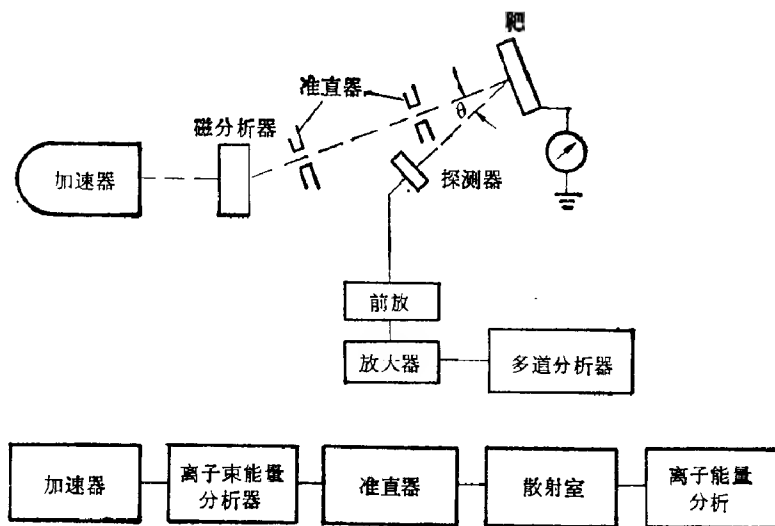 靶
准直器
磁分析器
θ
加速器
探测器
前放
放大器
多道分析器
加速器
离子束能量
分析器
准直器
散射室
离子能量
分析